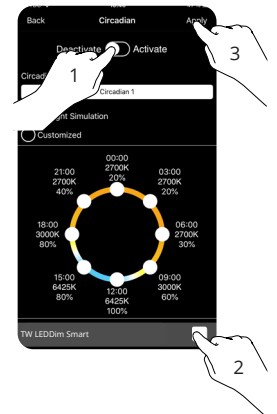 Back Circadian Apply
Deactivate Activate
3
1
Circadian 1
Customized
00:00
2700K
20%
03:00
2700K
20%
06:00
2700K
30%
09:00
3000K
60%
12:00
6425K
100%
15:00
6425K
80%
18:00
3000K
80%
21:00
2700K
40%
TW LEDDim Smart
2